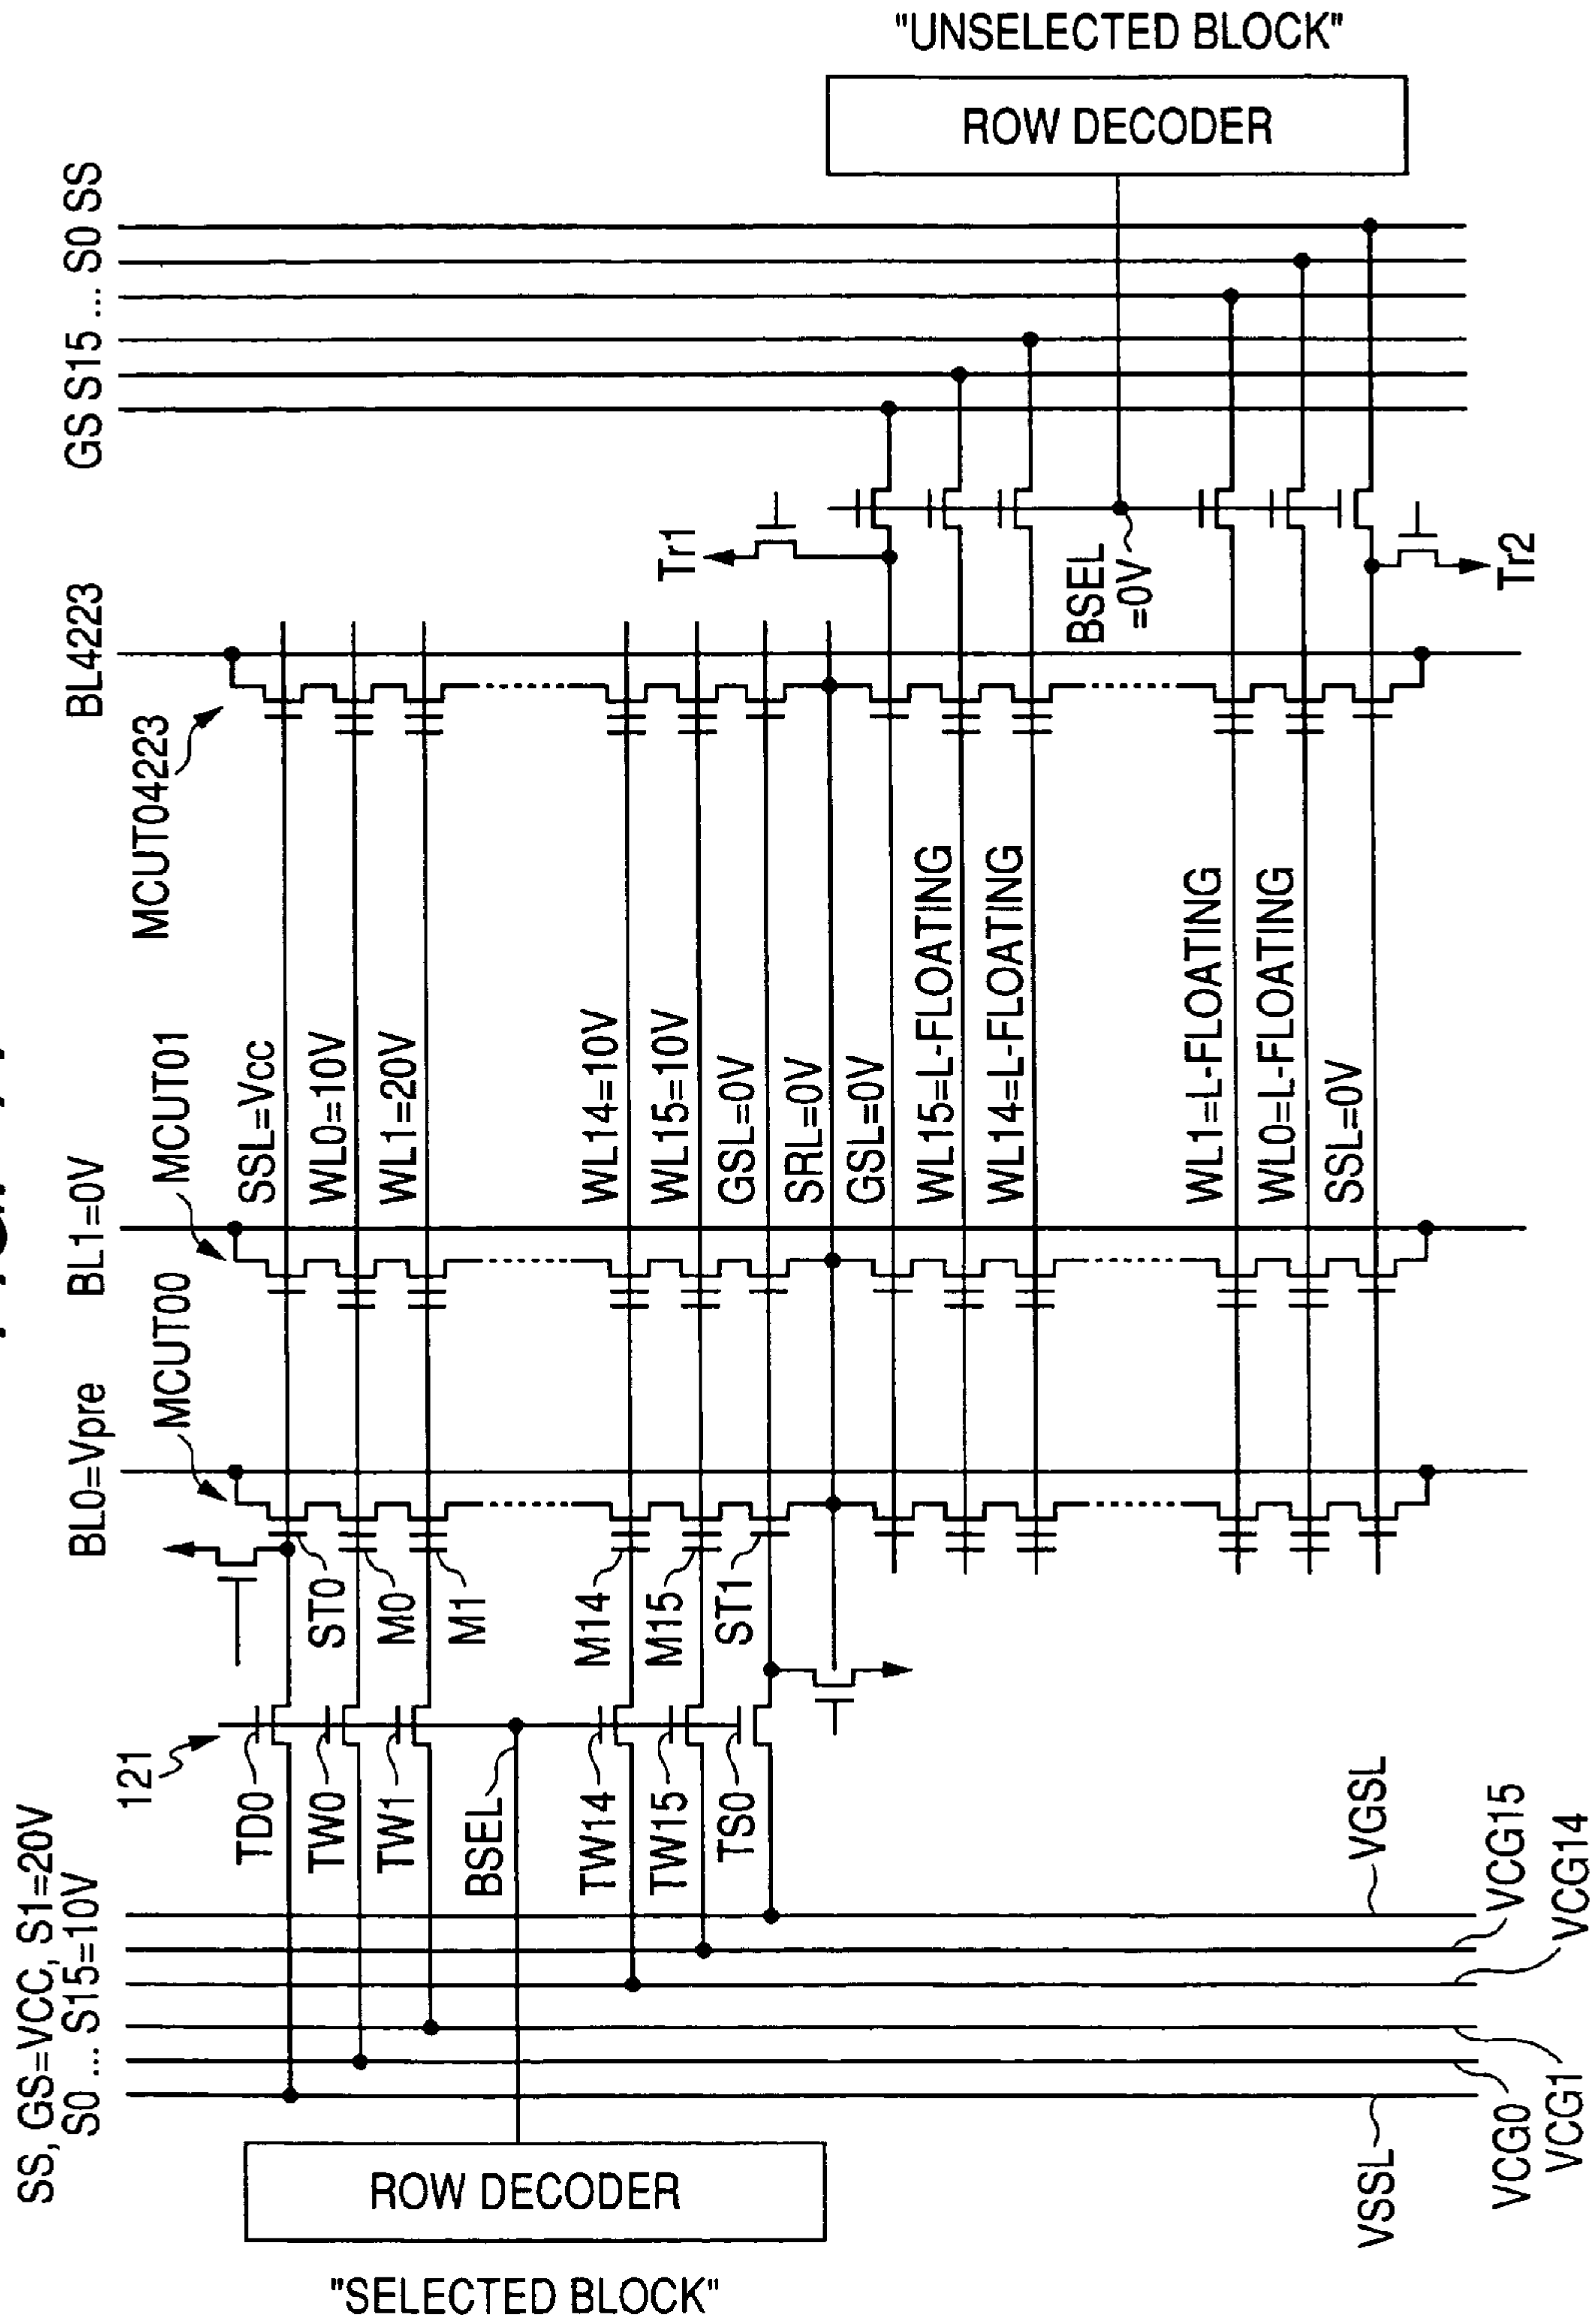 "UNSELECTED BLOCK"
ROW DECODER
GS S15 ... S0 SS
Tr1
BSEL
=0V
Tr2
BL4223
MCUT04223
BL1=0V
MCUT01
BL0=Vpre
MCUT00
SSL=Vcc
WL0=10V
WL1=20V
WL14=10V
WL15=10V
GSL=0V
SRL=0V
GSL=0V
WL15=L-FLOATING
WL14=L-FLOATING
WL1=L-FLOATING
WL0=L-FLOATING
SSL=0V
ST0
M0
M1
M14
M15
ST1
121
TD0
TW0
TW1
BSEL
TW14
TW15
TS0
SS, GS=VCC, S1=20V
S0 ... S15=10V
VGSL
VCG15
VCG14
VCG1
VCG0
VSSL
ROW DECODER
"SELECTED BLOCK"